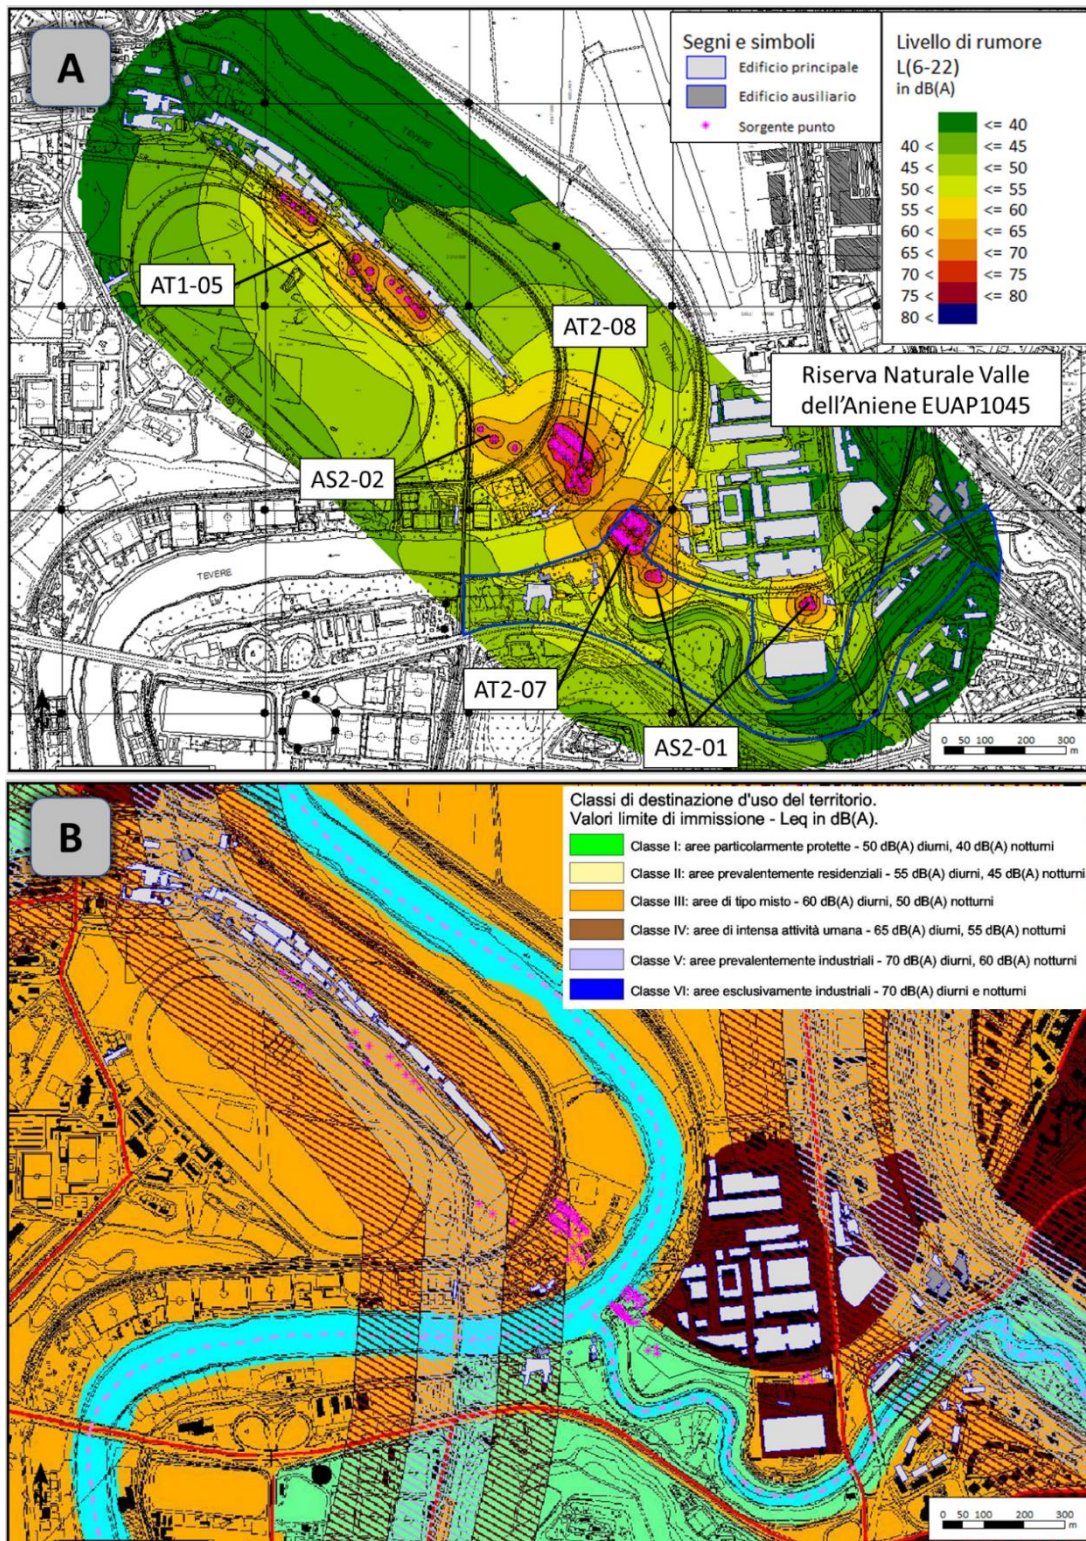 A
Segni e simboli
Edificio principale
Edificio ausiliario
Sorgente punto
Livello di rumore
L(6-22)
in dB(A)
<= 40
40 < <= 45
45 < <= 50
50 < <= 55
55 < <= 60
60 < <= 65
65 < <= 70
70 < <= 75
75 < <= 80
80 <
TEVERE
AT1-05
AT2-08
TEVERE
Riserva Naturale Valle
dell'Aniene EUAP1045
AS2-02
TEVERE
AT2-07
AS2-01
0 50 100 200 300
m
B
Classi di destinazione d'uso del territorio.
Valori limite di immissione - Leq in dB(A).
Classe I: aree particolarmente protette - 50 dB(A) diurni, 40 dB(A) notturni
Classe II: aree prevalentemente residenziali - 55 dB(A) diurni, 45 dB(A) notturni
Classe III: aree di tipo misto - 60 dB(A) diurni, 50 dB(A) notturni
Classe IV: aree di intensa attività umana - 65 dB(A) diurni, 55 dB(A) notturni
Classe V: aree prevalentemente industriali - 70 dB(A) diurni, 60 dB(A) notturni
Classe VI: aree esclusivamente industriali - 70 dB(A) diurni e notturni
0 50 100 200 300
m